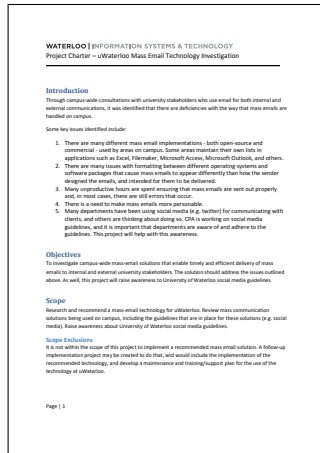 WATERLOO | INFORMATION SYSTEMS & TECHNOLOGY
Project Charter – uWaterloo Mass Email Technology Investigation
Introduction
Through campus-wide consultations with university stakeholders who use email for both internal and
external communications, it was identified that there are deficiencies with the way that mass emails are
handled on campus.
Some key issues identified include:
1. There are many different mass email implementations - both open-source and
commercial - used by areas on campus. Some areas maintain their own lists in
applications such as Excel, Filemaker, Microsoft Access, Microsoft Outlook, and others.
2. There are many issues with formatting between different operating systems and
software packages that cause mass emails to appear differently than how the sender
designed the emails, and intended for them to be delivered.
3. Many unproductive hours are spent ensuring that mass emails are sent out properly
and, in most cases, there are still errors that occur.
4. There is a need to make mass emails more personable.
5. Many departments have been using social media (e.g. twitter) for communicating with
clients, and others are thinking about doing so. CPA is working on social media
guidelines, and it is important that departments are aware of and adhere to the
guidelines. This project will help with this awareness.
Objectives
To investigate campus-wide mass-email solutions that enable timely and efficient delivery of mass
emails to internal and external university stakeholders. The solution should address the issues outlined
above. As well, this project will raise awareness to University of Waterloo social media guidelines.
Scope
Research and recommend a mass-email technology for uWaterloo. Review mass communication
solutions being used on campus, including the guidelines that are in place for these solutions (e.g. social
media). Raise awareness about University of Waterloo social media guidelines.
Scope Exclusions
It is not within the scope of this project to implement a recommended mass email solution. A follow-up
implementation project may be created to do that, and would include the implementation of the
recommended technology, and develop a maintenance and training/support plan for the use of the
technology at uWaterloo.
Page | 1